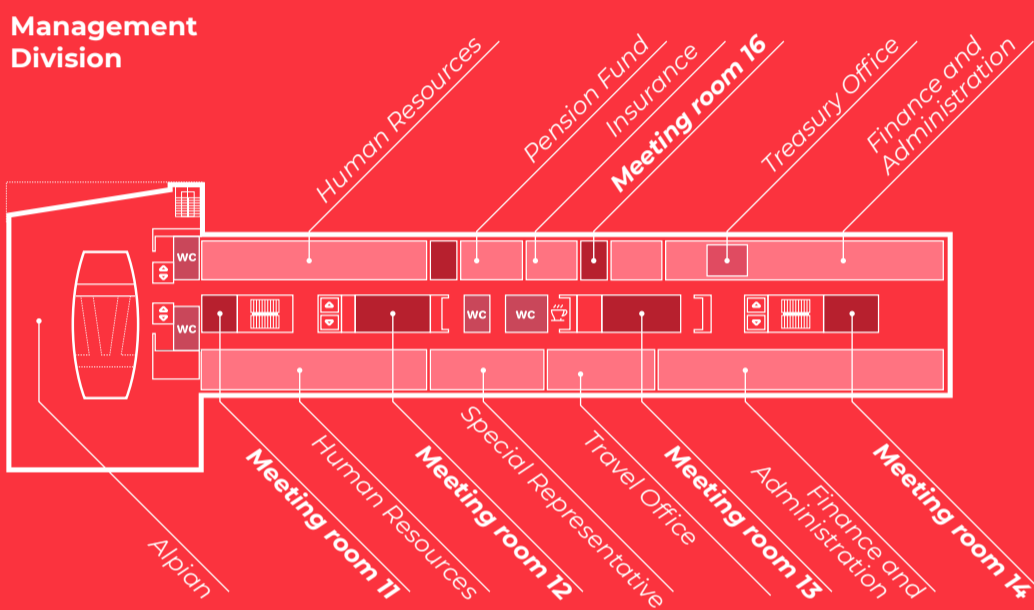 Management
Division
Human Resources
Pension Fund
Insurance
Meeting room 16
Treasury Office
Finance and
Administration
WC
WC
WC
WC
Alpian
Meeting room 11
Human Resources
Meeting room 12
Special Representative
Travel Office
Meeting room 13
Finance and
Administration
Meeting room 14